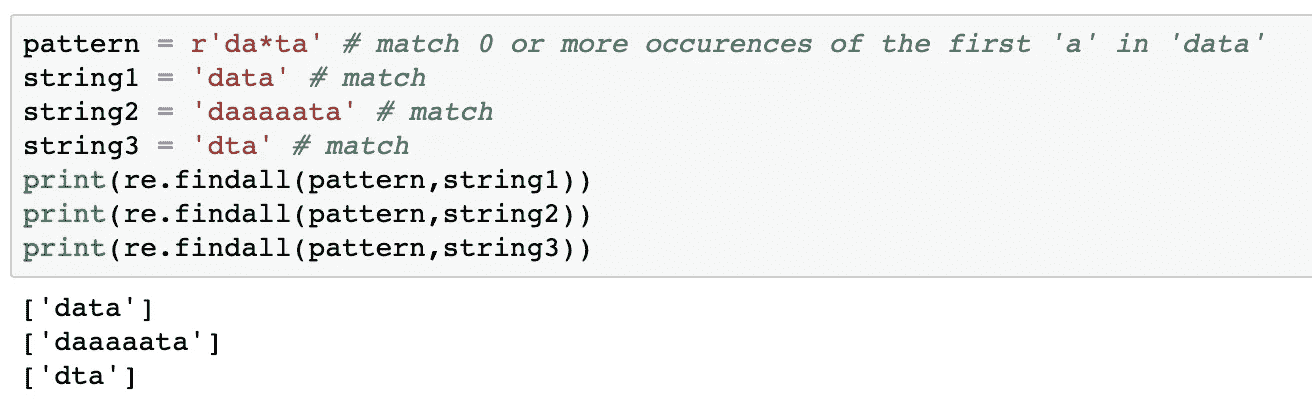 pattern = r'da*ta' # match 0 or more occurences of the first 'a' in 'data'
string1 = 'data' # match
string2 = 'daaaaata' # match
string3 = 'dta' # match
print(re.findall(pattern,string1))
print(re.findall(pattern,string2))
print(re.findall(pattern,string3))
['data']
['daaaaata']
['dta']